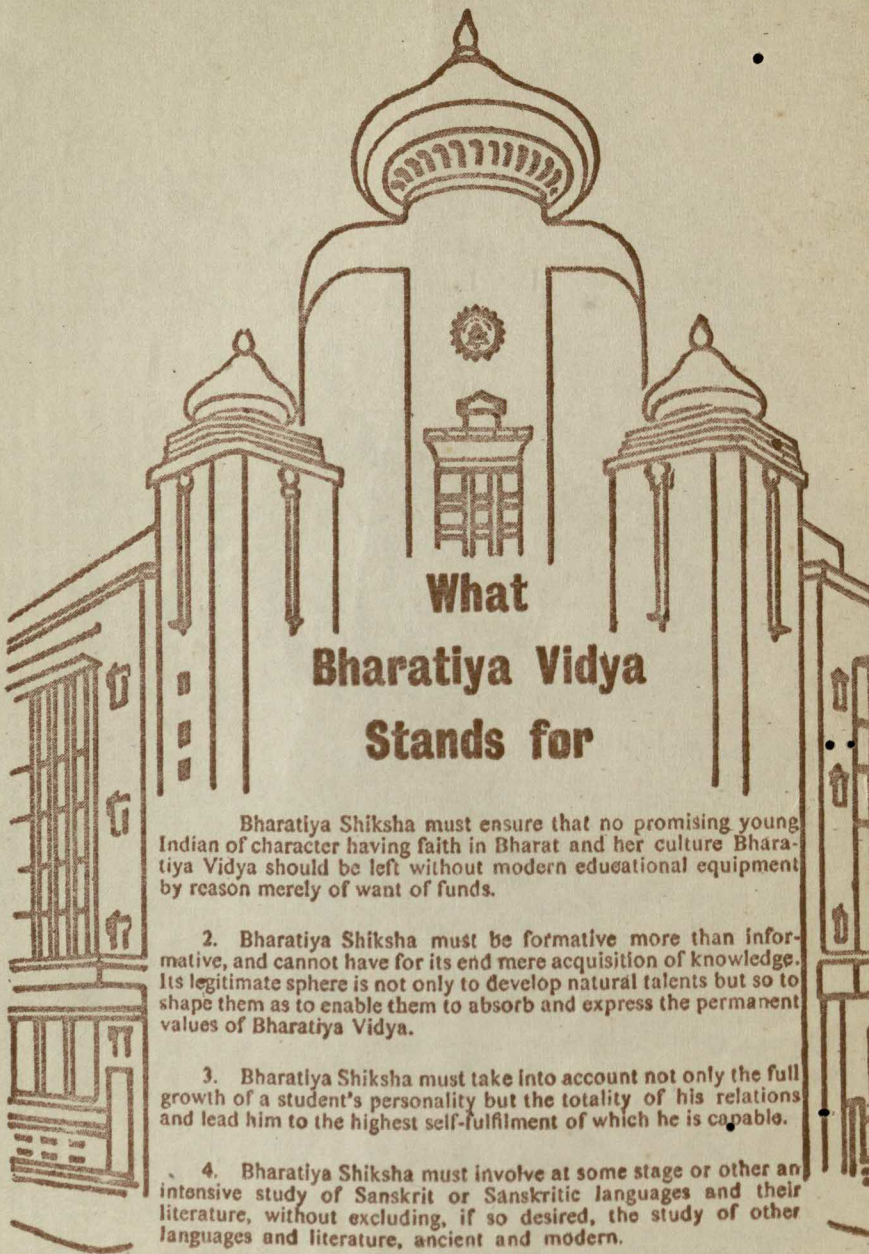 What
Bharatiya Vidya
Stands for
Bharatiya Shiksha must ensure that no promising young
Indian of character having faith in Bharat and her culture Bhara-
tiya Vidya should be left without modern educational equipment
by reason merely of want of funds.
2. Bharatiya Shiksha must be formative more than infor-
mative, and cannot have for its end mere acquisition of knowledge.
Its legitimate sphere is not only to develop natural talents but so to
shape them as to enable them to absorb and express the permanent
values of Bharatiya Vidya.
3. Bharatiya Shiksha must take into account not only the full
growth of a student's personality but the totality of his relations
and lead him to the highest self-fulfilment of which he is capable.
4. Bharatiya Shiksha must involve at some stage or other an
intensive study of Sanskrit or Sanskritic languages and their
literature, without excluding, if so desired, the study of other
languages and literature, ancient and modern.